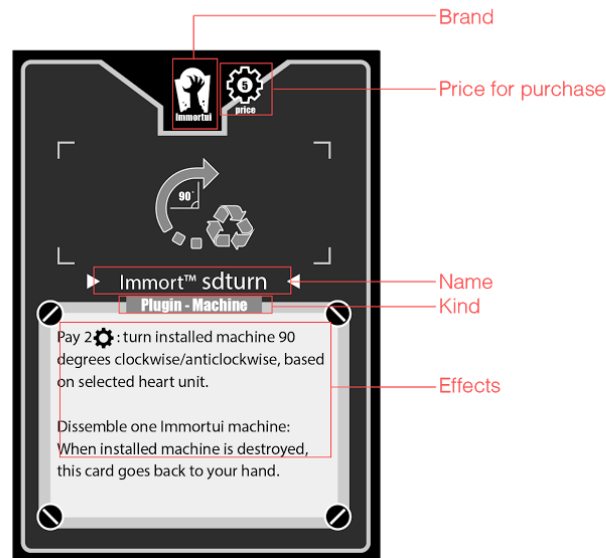 Brand
Immortui
5
price
Price for purchase
90°
Immort™ sdturn
Name
Plugin - Machine
Kind
Pay 2 : turn installed machine 90
degrees clockwise/anticlockwise, based
on selected heart unit.
Effects
Dissemble one Immortui machine:
When installed machine is destroyed,
this card goes back to your hand.